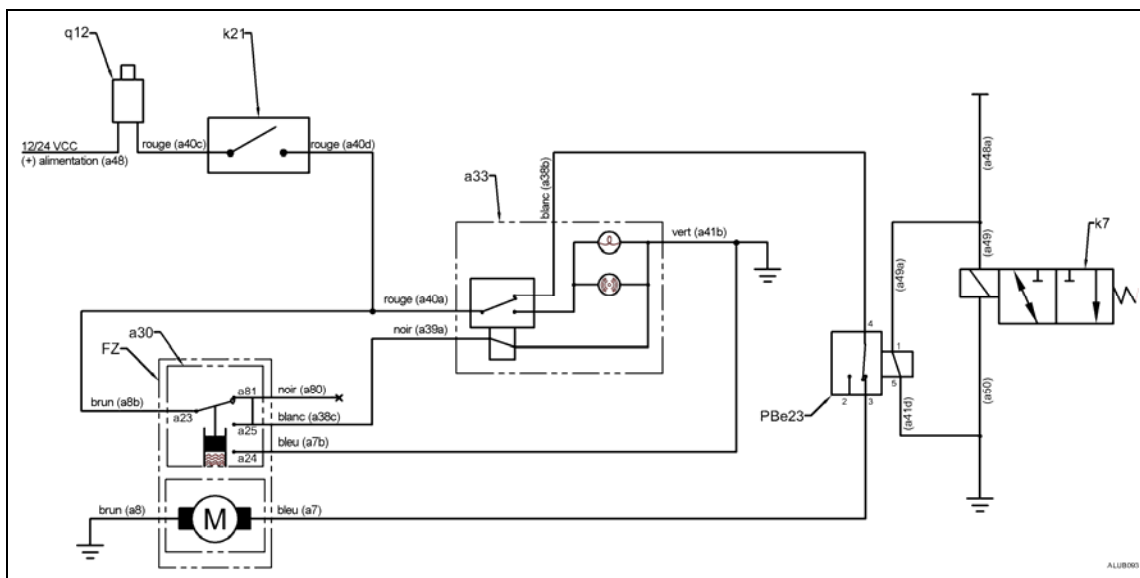 q12
k21
12/24 VCC
(+) alimentation (a48)
rouge (a40c)
rouge (a40d)
a33
blanc (a38b)
vert (a41b)
(a48a)
(a49)
k7
(a49a)
rouge (a40a)
noir (a39a)
a30
FZ
a81
noir (a80)
brun (a8b)
a23
a25
blanc (a38c)
a24
bleu (a7b)
4
1
5
2
3
PBe23
(a41d)
(a50)
brun (a8)
M
bleu (a7)
ALUB093